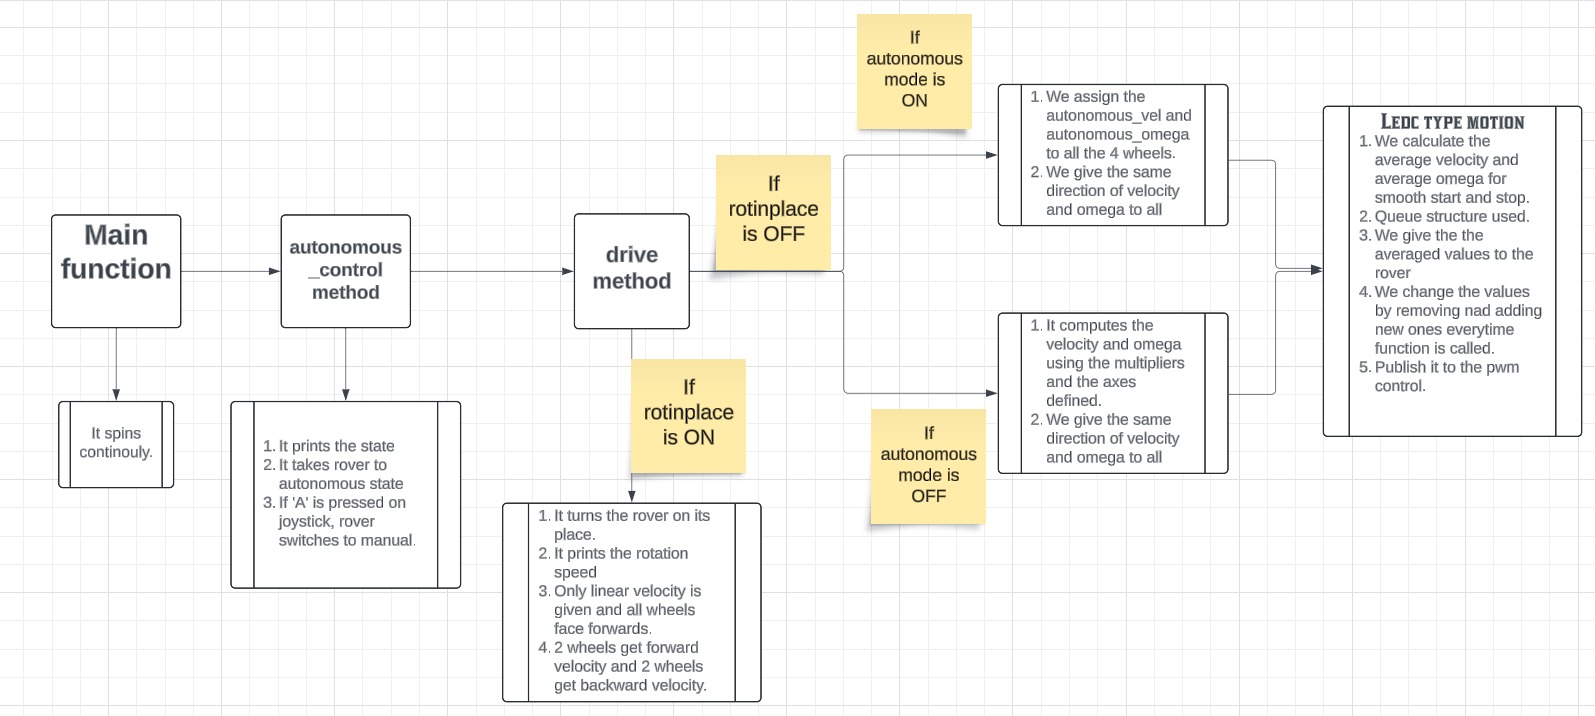 Main
function
It spins
continouly.
autonomous
_control
method
1. It prints the state
2. It takes rover to
autonomous state
3. If 'A' is pressed on
joystick, rover
switches to manual.
drive
method
If
rotinplace
is ON
1. It turns the rover on its
place.
2. It prints the rotation
speed
3. Only linear velocity is
given and all wheels
face forwards.
4. 2 wheels get forward
velocity and 2 wheels
get backward velocity.
If
rotinplace
is OFF
If
autonomous
mode is
ON
1. We assign the
autonomous_vel and
autonomous_omega
to all the 4 wheels.
2. We give the same
direction of velocity
and omega to all
If
autonomous
mode is
OFF
1. It computes the
velocity and omega
using the multipliers
and the axes
defined.
2. We give the same
direction of velocity
and omega to all
Ledc type motion
1. We calculate the
average velocity and
average omega for
smooth start and stop.
2. Queue structure used.
3. We give the the
averaged values to the
rover
4. We change the values
by removing nad adding
new ones everytime
function is called.
5. Publish it to the pwm
control.